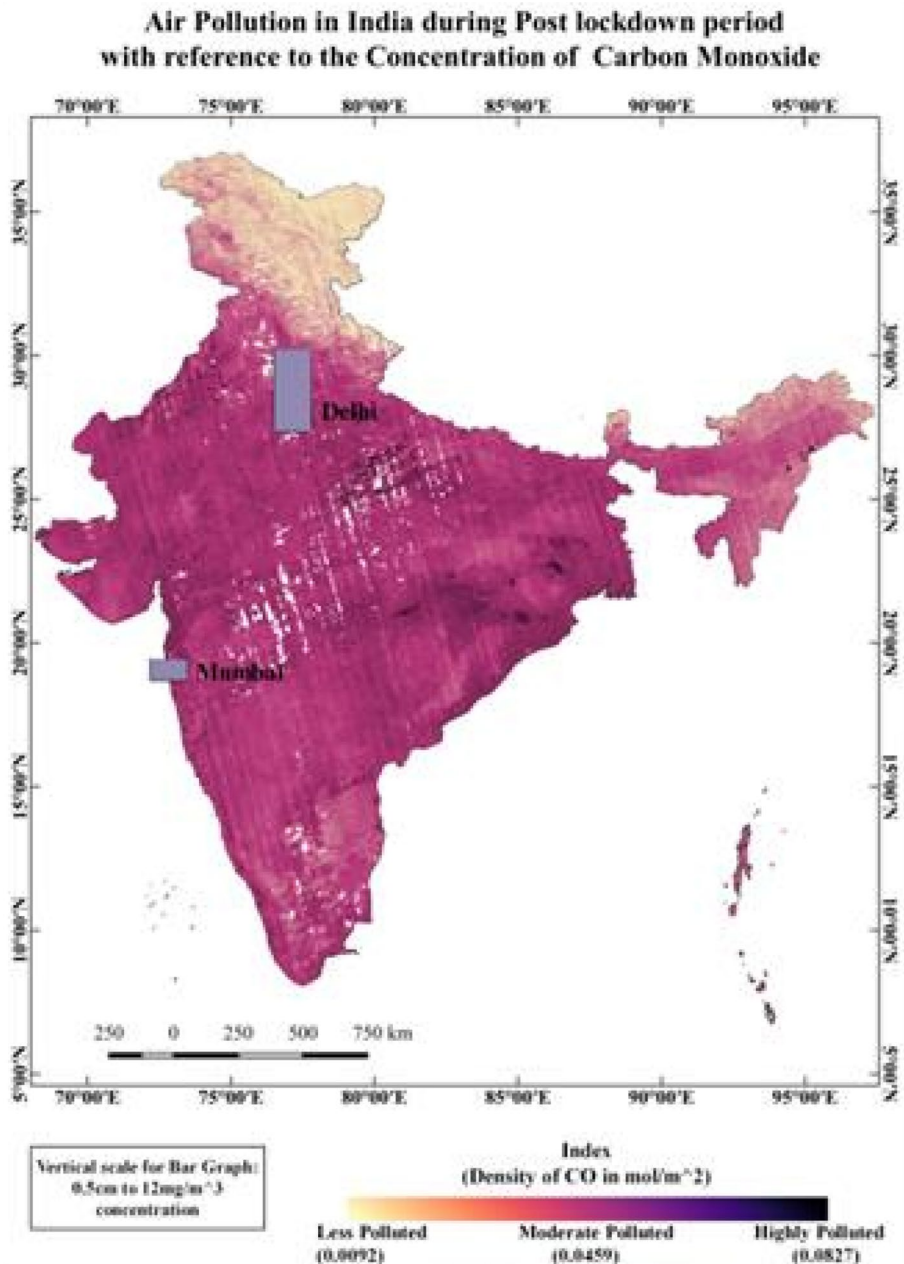 Air Pollution in India during Post lockdown period
with reference to the Concentration of Carbon Monoxide
70°00'E 75°00'E 80°00'E 85°00'E 90°00'E 95°00'E
35°00'N 35°00'N
30°00'N 30°00'N
Delhi
25°00'N 25°00'N
20°00'N 20°00'N
Mumbai
15°00'N 15°00'N
10°00'N 10°00'N
250 0 250 500 750 km
5°00'N 5°00'N
70°00'E 75°00'E 80°00'E 85°00'E 90°00'E 95°00'E
Vertical scale for Bar Graph:
0.5cm to 12mg/m^3
concentration
Index
(Density of CO in mol/m^2)
Less Polluted Moderate Polluted Highly Polluted
(0.0092) (0.0459) (0.0827)